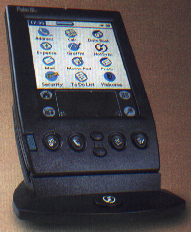 Address Calc Date Book
Expense Graffiti HotSync
Mail Memo Pad Prefs
Security To Do List Welcome